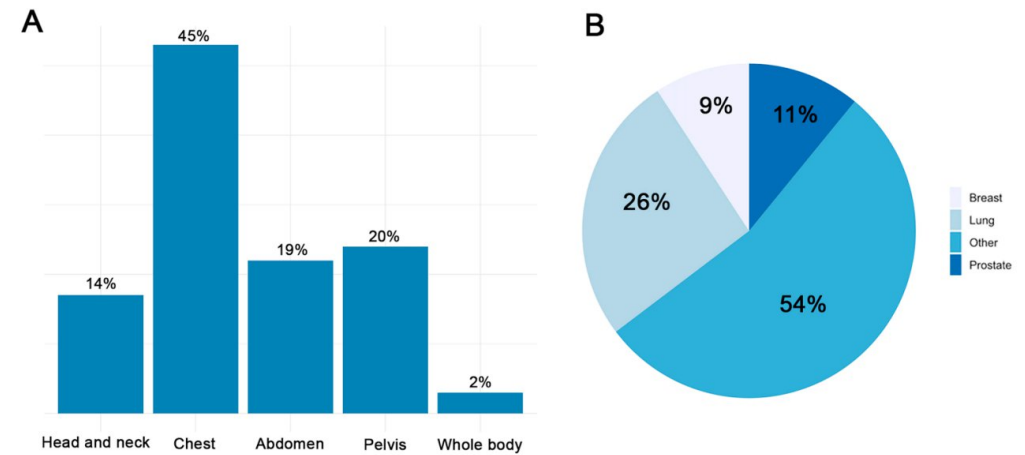 A
45%
20%
19%
14%
2%
Head and neck
Chest
Abdomen
Pelvis
Whole body
B
9%
11%
26%
54%
Breast
Lung
Other
Prostate